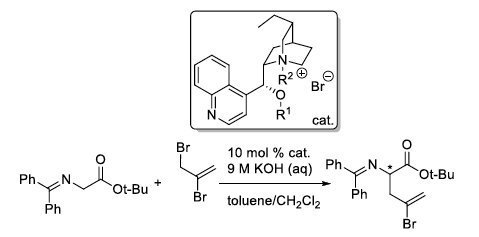 N
R² ⊕
Br ⊖
O
N
R¹
cat.
Br
10 mol % cat.
9 M KOH (aq)
toluene/CH₂Cl₂
Ph N
O
Ot-Bu
Ph
+
Br
Ph N * O
Ot-Bu
Ph
Br